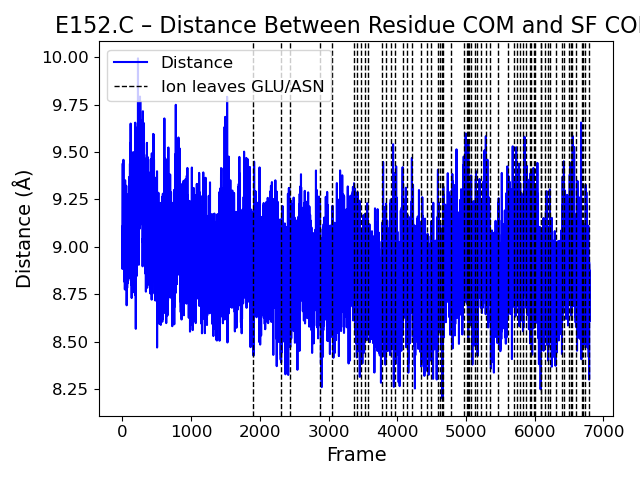 E152.C – Distance Between Residue COM and SF CO
Distance
Ion leaves GLU/ASN
Distance (Å)
10.00
9.75
9.50
9.25
9.00
8.75
8.50
8.25
0 1000 2000 3000 4000 5000 6000 7000
Frame